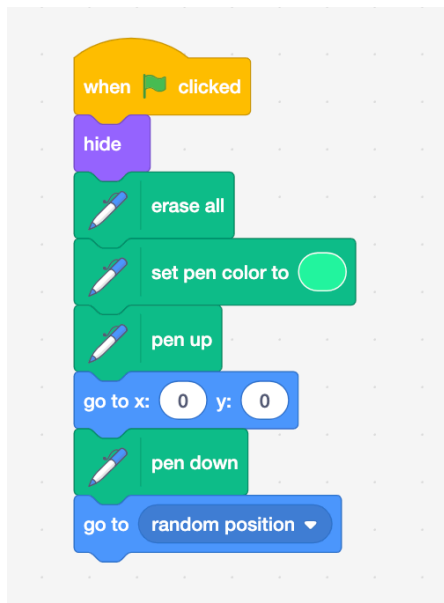 when clicked
hide
erase all
set pen color to
pen up
go to x: 0 y: 0
pen down
go to random position